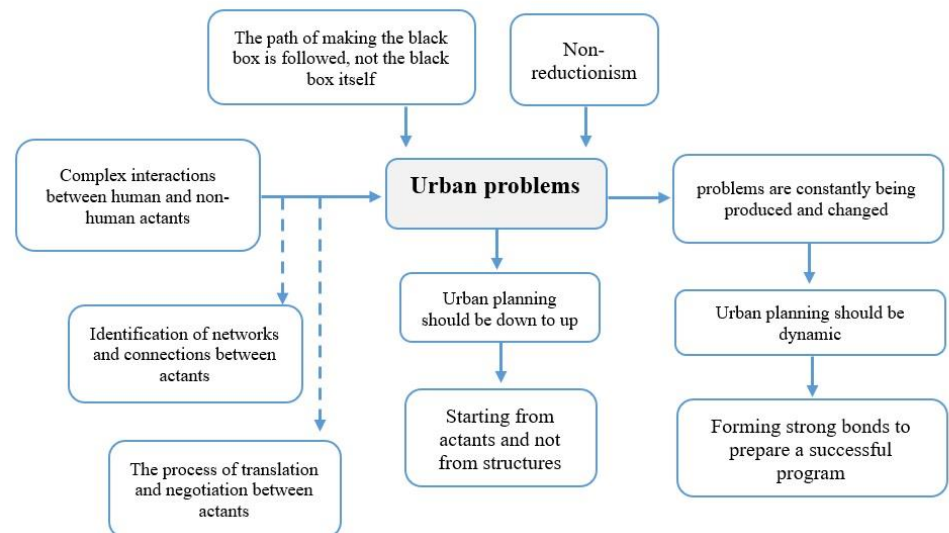 The path of making the black
box is followed, not the black
box itself
Non-
reductionism
Complex interactions
between human and non-
human actants
Urban problems
problems are constantly being
produced and changed
Identification of networks
and connections between
actants
Urban planning
should be down to up
Urban planning should be
dynamic
The process of translation
and negotiation between
actants
Starting from
actants and not
from structures
Forming strong bonds to
prepare a successful
program